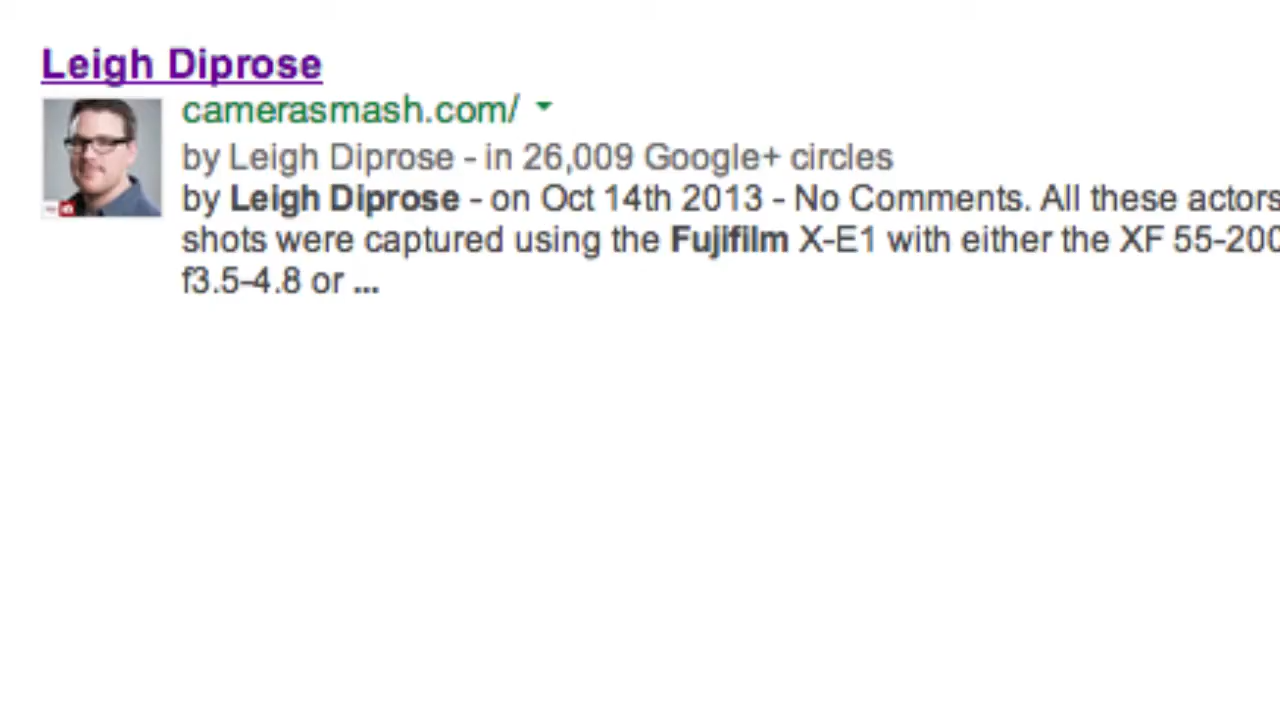 Leigh Diprose
camerasmash.com/
by Leigh Diprose - in 26,009 Google+ circles
by Leigh Diprose - on Oct 14th 2013 - No Comments. All these actors
shots were captured using the Fujifilm X-E1 with either the XF 55-200
f3.5-4.8 or ...